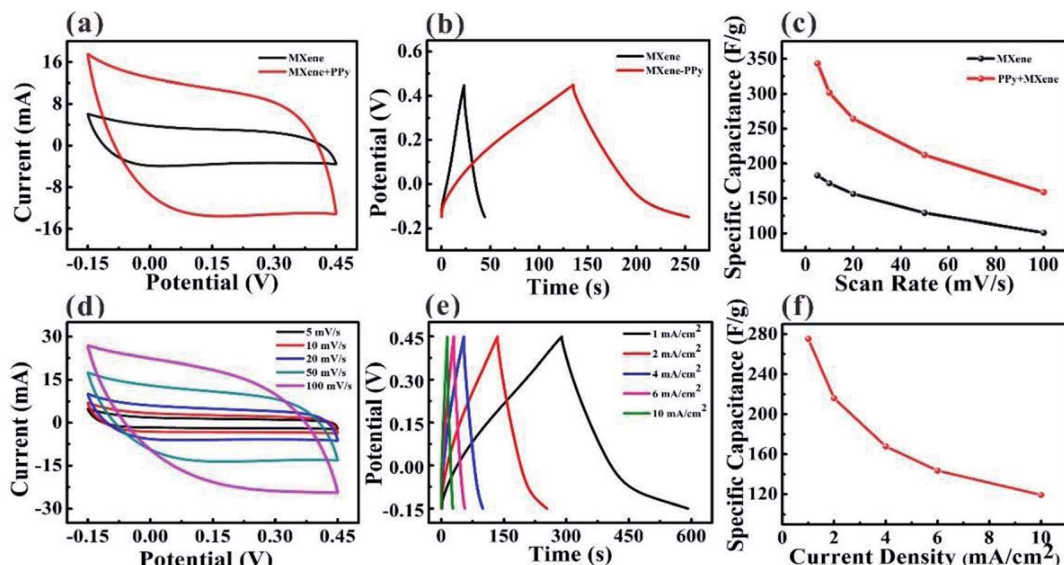 (a)
MXene
MXene+PPy
Current (mA)
16
8
0
-8
-16
-0.15 0.00 0.15 0.30 0.45
Potential (V)
(b)
MXene
MXene-PPy
Potential (V)
0.6
0.4
0.2
0.0
-0.2
0 50 100 150 200 250
Time (s)
(c)
MXene
PPy+MXene
Specific Capacitance (F/g)
350
300
250
200
150
100
0 20 40 60 80 100
Scan Rate (mV/s)
(d)
5 mV/s
10 mV/s
20 mV/s
50 mV/s
100 mV/s
Current (mA)
30
15
0
-15
-30
-0.15 0.00 0.15 0.30 0.45
Potential (V)
(e)
1 mA/cm²
2 mA/cm²
4 mA/cm²
6 mA/cm²
10 mA/cm²
Potential (V)
0.45
0.30
0.15
0.00
-0.15
0 150 300 450 600
Time (s)
(f)
Specific Capacitance (F/g)
280
240
200
160
120
0 2 4 6 8 10
Current Density (mA/cm²)